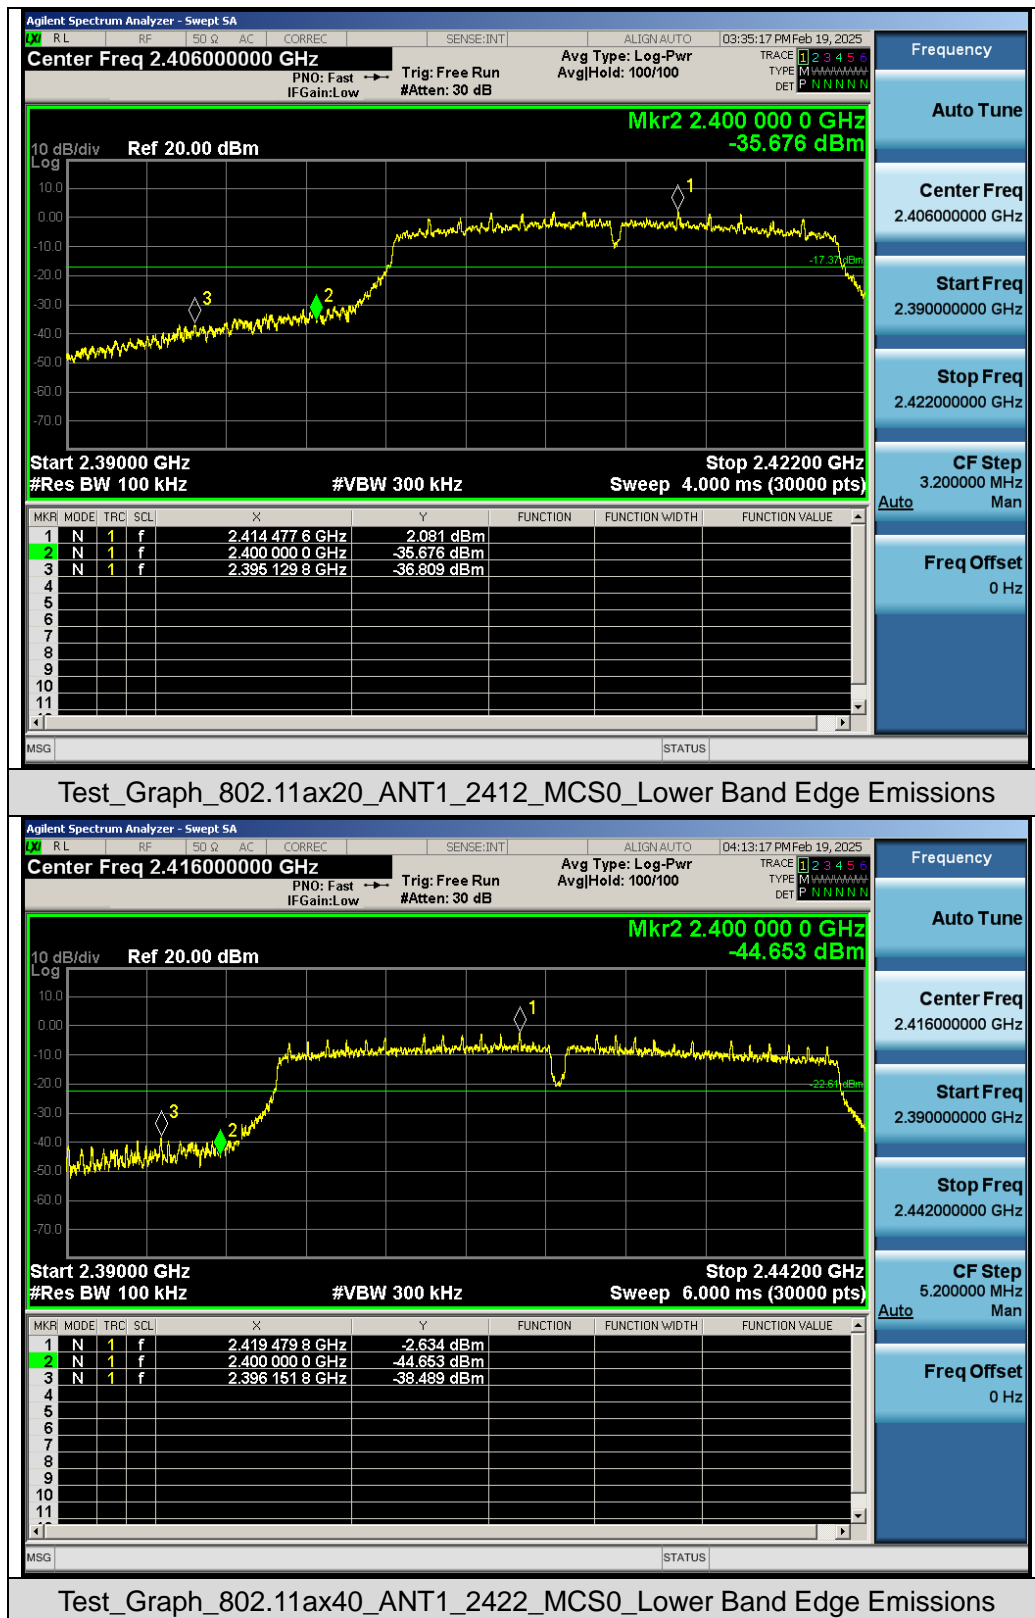 Agilent Spectrum Analyzer - Swept SA
LXI RL RF 50 Ω AC CORREC SENSE:INT ALIGN AUTO 03:35:17 PM Feb 19, 2025
Center Freq 2.406000000 GHz
PNO: Fast Trig: Free Run Avg Type: Log-Pwr TRACE 1 2 3 4 5 6
IFGain:Low #Atten: 30 dB Avg|Hold: 100/100 TYPE M WWWWW
DET P N N N N N
Frequency
Auto Tune
Center Freq
2.406000000 GHz
Start Freq
2.390000000 GHz
Stop Freq
2.422000000 GHz
CF Step
3.200000 MHz
Auto Man
Freq Offset
0 Hz
Mkr2 2.400 000 0 GHz
-35.676 dBm
10 dB/div Ref 20.00 dBm
Log
10.0
0.00
-10.0
-20.0
-30.0
-40.0
-50.0
-60.0
-70.0
1
2
3
-17.37 dBm
Start 2.39000 GHz Stop 2.42200 GHz
#Res BW 100 kHz #VBW 300 kHz Sweep 4.000 ms (30000 pts)
MKR MODE TRC SCL X Y FUNCTION FUNCTION WIDTH FUNCTION VALUE
1 N 1 f 2.414 477 6 GHz 2.081 dBm
2 N 1 f 2.400 000 0 GHz -35.676 dBm
3 N 1 f 2.395 129 8 GHz -36.809 dBm
4
5
6
7
8
9
10
11
MSG STATUS
Test_Graph_802.11ax20_ANT1_2412_MCS0_Lower Band Edge Emissions
Agilent Spectrum Analyzer - Swept SA
LXI RL RF 50 Ω AC CORREC SENSE:INT ALIGN AUTO 04:13:17 PM Feb 19, 2025
Center Freq 2.416000000 GHz
PNO: Fast Trig: Free Run Avg Type: Log-Pwr TRACE 1 2 3 4 5 6
IFGain:Low #Atten: 30 dB Avg|Hold: 100/100 TYPE M WWWWW
DET P N N N N N
Frequency
Auto Tune
Center Freq
2.416000000 GHz
Start Freq
2.390000000 GHz
Stop Freq
2.442000000 GHz
CF Step
5.200000 MHz
Auto Man
Freq Offset
0 Hz
Mkr2 2.400 000 0 GHz
-44.653 dBm
10 dB/div Ref 20.00 dBm
Log
10.0
0.00
-10.0
-20.0
-30.0
-40.0
-50.0
-60.0
-70.0
1
2
3
-22.61 dBm
Start 2.39000 GHz Stop 2.44200 GHz
#Res BW 100 kHz #VBW 300 kHz Sweep 6.000 ms (30000 pts)
MKR MODE TRC SCL X Y FUNCTION FUNCTION WIDTH FUNCTION VALUE
1 N 1 f 2.419 479 8 GHz -2.634 dBm
2 N 1 f 2.400 000 0 GHz -44.653 dBm
3 N 1 f 2.396 151 8 GHz -38.489 dBm
4
5
6
7
8
9
10
11
MSG STATUS
Test_Graph_802.11ax40_ANT1_2422_MCS0_Lower Band Edge Emissions